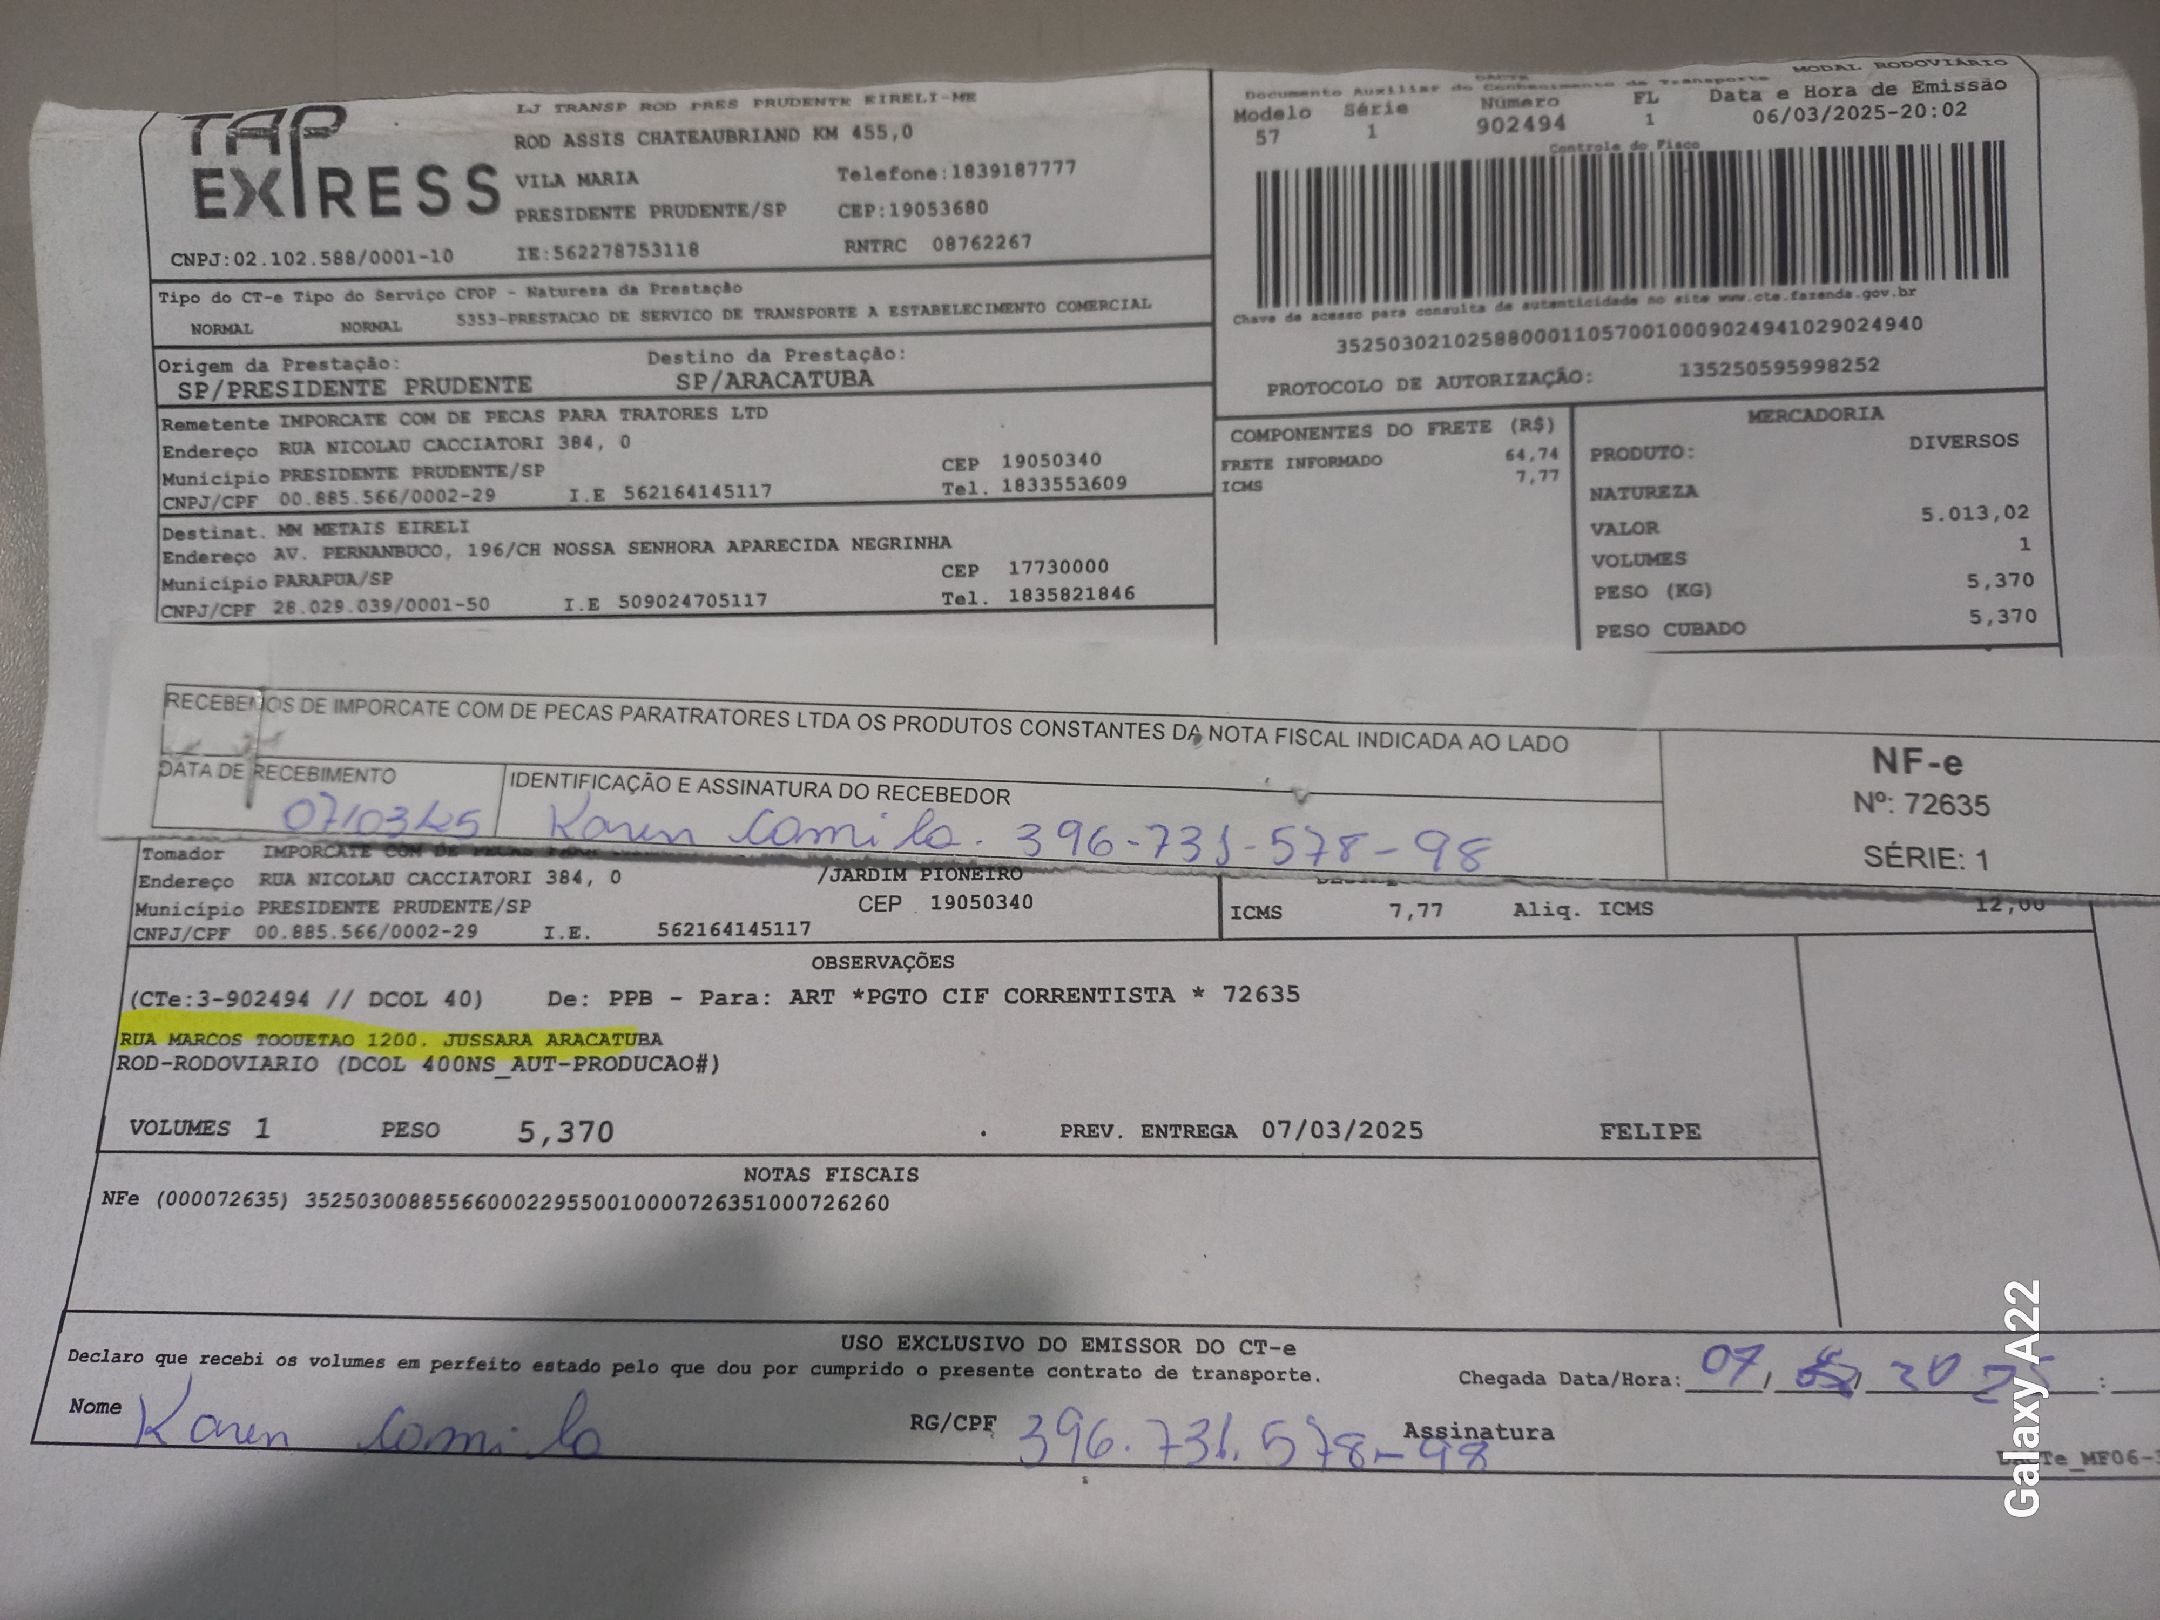 TAP EXPRESS
LJ TRANSP ROD PRES PRUDENTE EIRELI-ME
ROD ASSIS CHATEAUBRIAND KM 455,0
VILA MARIA Telefone:1839187777
PRESIDENTE PRUDENTE/SP CEP:19053680
CNPJ:02.102.588/0001-10 IE:562278753118 RNTRC 08762267
MODAL RODOVIÁRIO
DACTE
Documento Auxiliar do Conhecimento de Transporte
Modelo Série Número FL Data e Hora de Emissão
57 1 902494 1 06/03/2025-20:02
Controle do Fisco
Chave de acesso para consulta de autenticidade no site www.cte.fazenda.gov.br
35250302102588000110570010009024941029024940
PROTOCOLO DE AUTORIZAÇÃO: 135250595998252
Tipo do CT-e Tipo do Serviço CFOP - Natureza da Prestação
NORMAL NORMAL 5353-PRESTACAO DE SERVICO DE TRANSPORTE A ESTABELECIMENTO COMERCIAL
Origem da Prestação: Destino da Prestação:
SP/PRESIDENTE PRUDENTE SP/ARACATUBA
Remetente IMPORCATE COM DE PECAS PARA TRATORES LTD
Endereço RUA NICOLAU CACCIATORI 384, 0
Município PRESIDENTE PRUDENTE/SP CEP 19050340
CNPJ/CPF 00.885.566/0002-29 I.E 562164145117 Tel. 1833553609
Destinat. MM METAIS EIRELI
Endereço AV. PERNANBUCO, 196/CH NOSSA SENHORA APARECIDA NEGRINHA
Município PARAPUA/SP CEP 17730000
CNPJ/CPF 28.029.039/0001-50 I.E 509024705117 Tel. 1835821846
COMPONENTES DO FRETE (R$)
FRETE INFORMADO 64,74
ICMS 7,77
MERCADORIA
PRODUTO: DIVERSOS
NATUREZA
VALOR 5.013,02
VOLUMES 1
PESO (KG) 5,370
PESO CUBADO 5,370
RECEBEMOS DE IMPORCATE COM DE PECAS PARATRATORES LTDA OS PRODUTOS CONSTANTES DA NOTA FISCAL INDICADA AO LADO
DATA DE RECEBIMENTO IDENTIFICAÇÃO E ASSINATURA DO RECEBEDOR
07/03/25 Karen Camila. 396-731-578-98
NF-e
Nº: 72635
SÉRIE: 1
Tomador IMPORCATE COM DE PECAS
Endereço RUA NICOLAU CACCIATORI 384, 0 /JARDIM PIONEIRO
Município PRESIDENTE PRUDENTE/SP CEP 19050340
CNPJ/CPF 00.885.566/0002-29 I.E. 562164145117
ICMS 7,77 Aliq. ICMS 12,00
OBSERVAÇÕES
(CTe:3-902494 // DCOL 40) De: PPB - Para: ART *PGTO CIF CORRENTISTA * 72635
RUA MARCOS TOQUETAO 1200. JUSSARA ARACATUBA
ROD-RODOVIARIO (DCOL 400NS_AUT-PRODUCAO#)
VOLUMES 1 PESO 5,370 PREV. ENTREGA 07/03/2025 FELIPE
NOTAS FISCAIS
NFe (000072635) 35250300885566000229550010000726351000726260
USO EXCLUSIVO DO EMISSOR DO CT-e
Declaro que recebi os volumes em perfeito estado pelo que dou por cumprido o presente contrato de transporte.
Chegada Data/Hora: 07/ / 2025 :
Nome Karen Camila RG/CPF 396.731.578-98 Assinatura
Galaxy A22